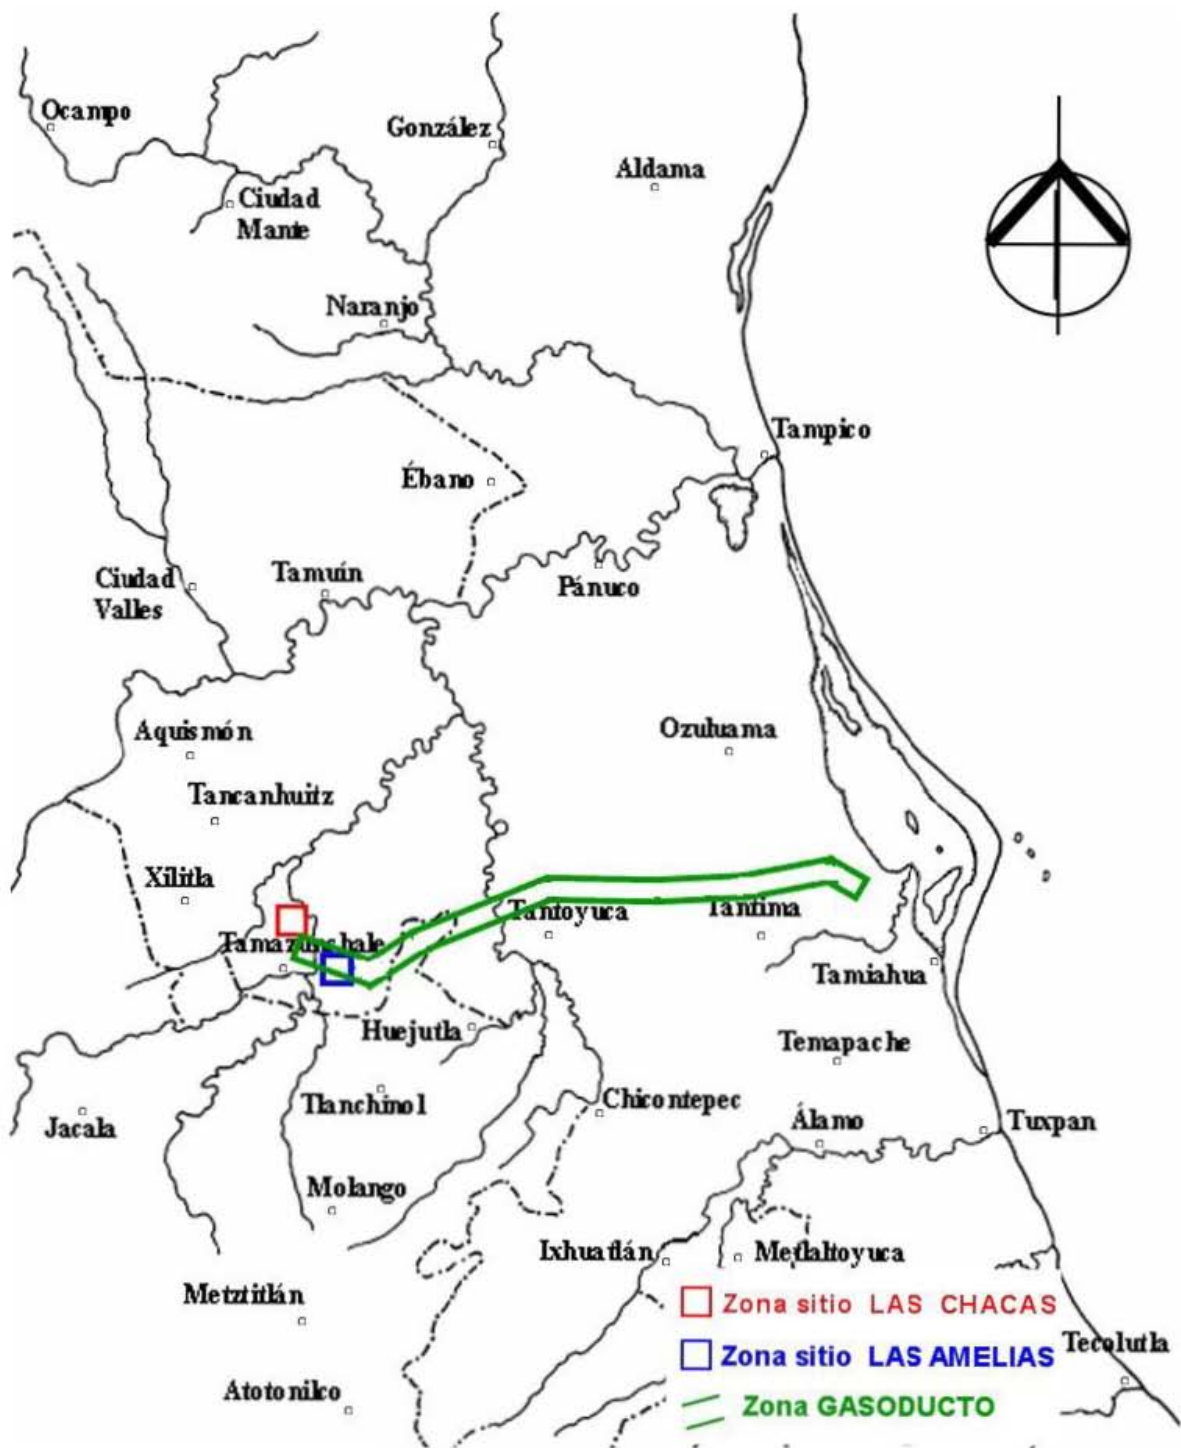 Ocampo
González
Aldama
Ciudad
Mante
Naranjo
Tampico
Ébano
Ciudad
Valles
Tamuín
Pánuco
Aquismón
Ozuluama
Tancanhuitz
Xilitla
Tantoyuca
Tantima
Tamazunchale
Tamiahua
Huejutla
Temapache
Tlanchinol
Chicontepec
Jacala
Álamo
Tuxpan
Molango
Ixhuatlán
Metlaltoyuca
Metztitlán
Zona sitio LAS CHACAS
Tecolutla
Zona sitio LAS AMELIAS
Atotonilco
Zona GASODUCTO